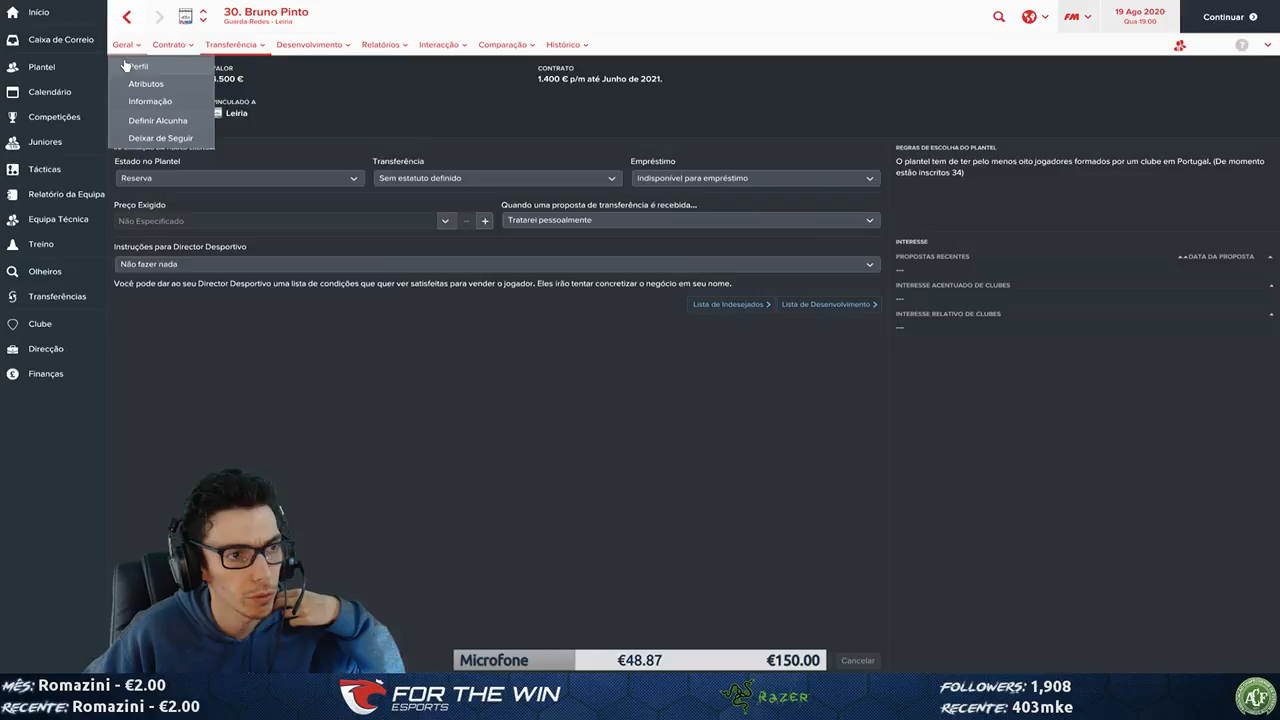 Início
Caixa de Correio
Plantel
Calendário
Competições
Juniores
Tácticas
Relatório da Equipa
Equipa Técnica
Treino
Olheiros
Transferências
Clube
Direcção
Finanças
30. Bruno Pinto
Guarda-Redes - Leiria
FM
19 Ago 2020
Qua 19:00
Continuar
Geral
Contrato
Transferência
Desenvolvimento
Relatórios
Interacção
Comparação
Histórico
Perfil
Atributos
Informação
Definir Alcunha
Deixar de Seguir
CONTRATO
1.400 € p/m até Junho de 2021.
Leiria
Estado no Plantel
Reserva
Transferência
Sem estatuto definido
Empréstimo
Indisponível para empréstimo
Preço Exigido
Não Especificado
Quando uma proposta de transferência é recebida...
Tratarei pessoalmente
Instruções para Director Desportivo
Não fazer nada
Você pode dar ao seu Director Desportivo uma lista de condições que quer ver satisfeitas para vender o jogador. Eles irão tentar concretizar o negócio em seu nome.
Lista de Indesejados
Lista de Desenvolvimento
REGRAS DE ESCOLHA DO PLANTEL
O plantel tem de ter pelo menos oito jogadores formados por um clube em Portugal. (De momento
estão inscritos 34)
INTERESSE
PROPOSTAS RECENTES
DATA DA PROPOSTA
---
INTERESSE ACENTUADO DE CLUBES
---
INTERESSE RELATIVO DE CLUBES
---
Microfone €48.87 €150.00
Cancelar
MÊS: Romazini - €2.00
RECENTE: Romazini - €2.00
FOR THE WIN
ESPORTS
RAZER
FOLLOWERS: 1,908
RECENTE: 403mke
ACF